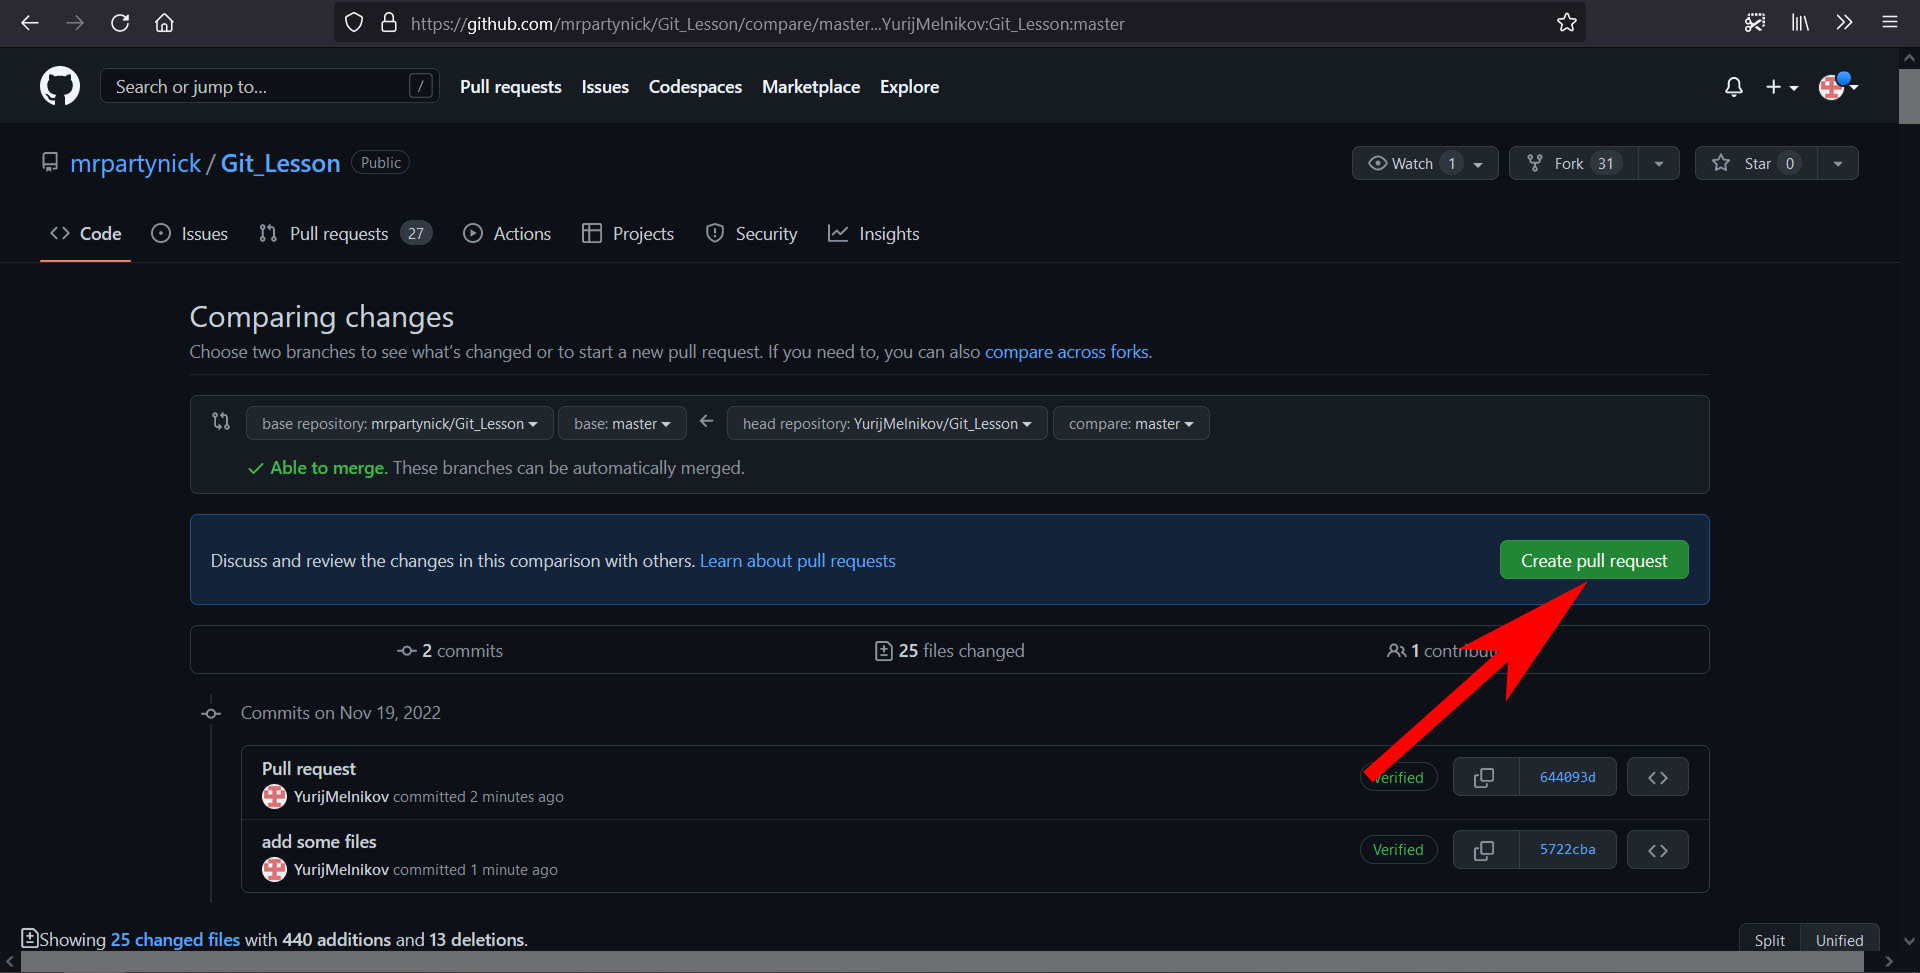 https://github.com/mrpartynick/Git_Lesson/compare/master...YurijMelnikov:Git_Lesson:master
Search or jump to... / Pull requests Issues Codespaces Marketplace Explore
mrpartynick / Git_Lesson Public Watch 1 Fork 31 Star 0
Code Issues Pull requests 27 Actions Projects Security Insights
Comparing changes
Choose two branches to see what's changed or to start a new pull request. If you need to, you can also compare across forks.
base repository: mrpartynick/Git_Lesson base: master head repository: YurijMelnikov/Git_Lesson compare: master
Able to merge. These branches can be automatically merged.
Discuss and review the changes in this comparison with others. Learn about pull requests Create pull request
2 commits 25 files changed 1
Commits on Nov 19, 2022
Pull request
YurijMelnikov committed 2 minutes ago Verified 644093d
add some files
YurijMelnikov committed 1 minute ago Verified 5722cba
Showing 25 changed files with 440 additions and 13 deletions. Split Unified